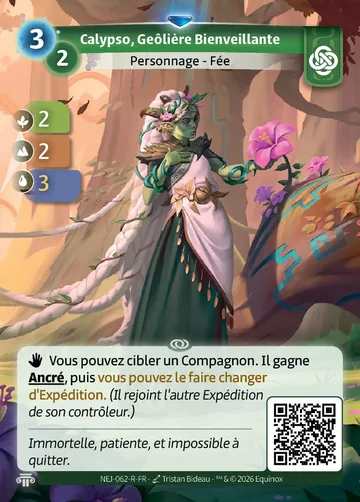 3
2
Calypso, Geôlière Bienveillante
Personnage - Fée
2
2
3
Vous pouvez cibler un Compagnon. Il gagne
Ancré, puis vous pouvez le faire changer
d'Expédition. (Il rejoint l'autre Expédition
de son contrôleur.)
Immortelle, patiente, et impossible à
quitter.
NEJ-062-R-FR - Tristan Bideau - ™ & © 2026 Equinox